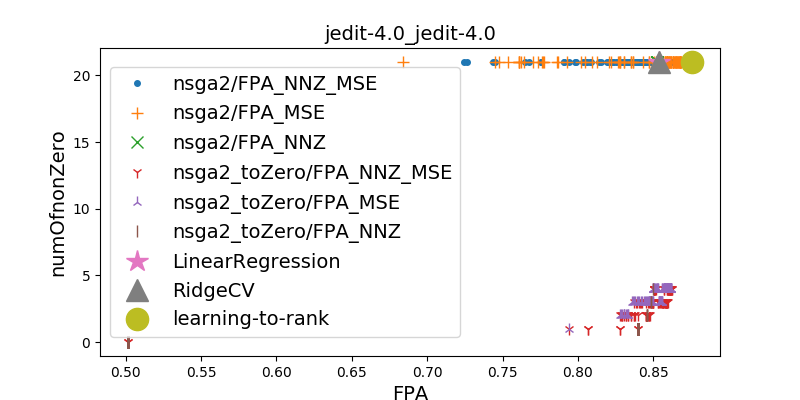 jedit-4.0_jedit-4.0
numOfnonZero
20
15
10
5
0
nsga2/FPA_NNZ_MSE
nsga2/FPA_MSE
nsga2/FPA_NNZ
nsga2_toZero/FPA_NNZ_MSE
nsga2_toZero/FPA_MSE
nsga2_toZero/FPA_NNZ
LinearRegression
RidgeCV
learning-to-rank
0.50 0.55 0.60 0.65 0.70 0.75 0.80 0.85
FPA